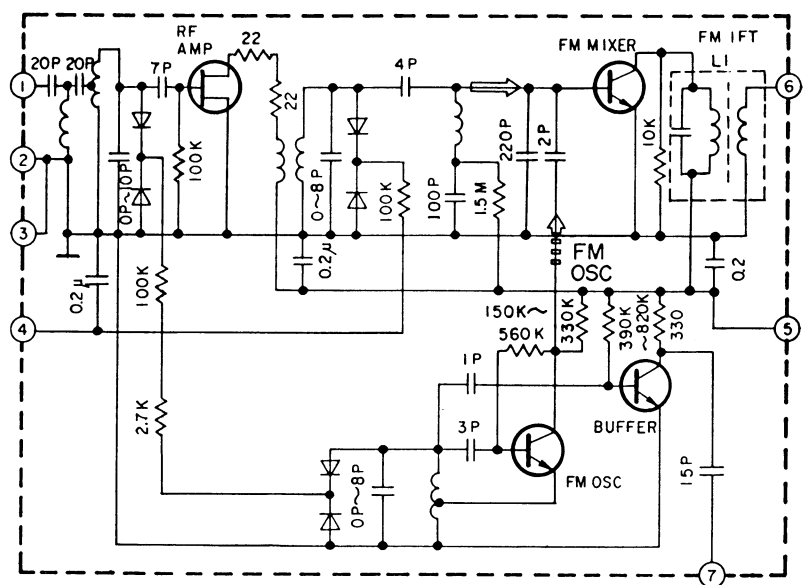 RF
AMP
22
20P
20P
7P
4P
FM MIXER
FM IFT
L1
1
6
22
2
0P~10P
100K
0~8P
100K
100P
1.5M
220P
2P
10K
3
FM
OSC
0.2μ
0.2μ
0.2
100K
150K~
560K
330K
390K
~820K
330
4
5
1P
2.7K
3P
BUFFER
0P~8P
FM OSC
15P
7